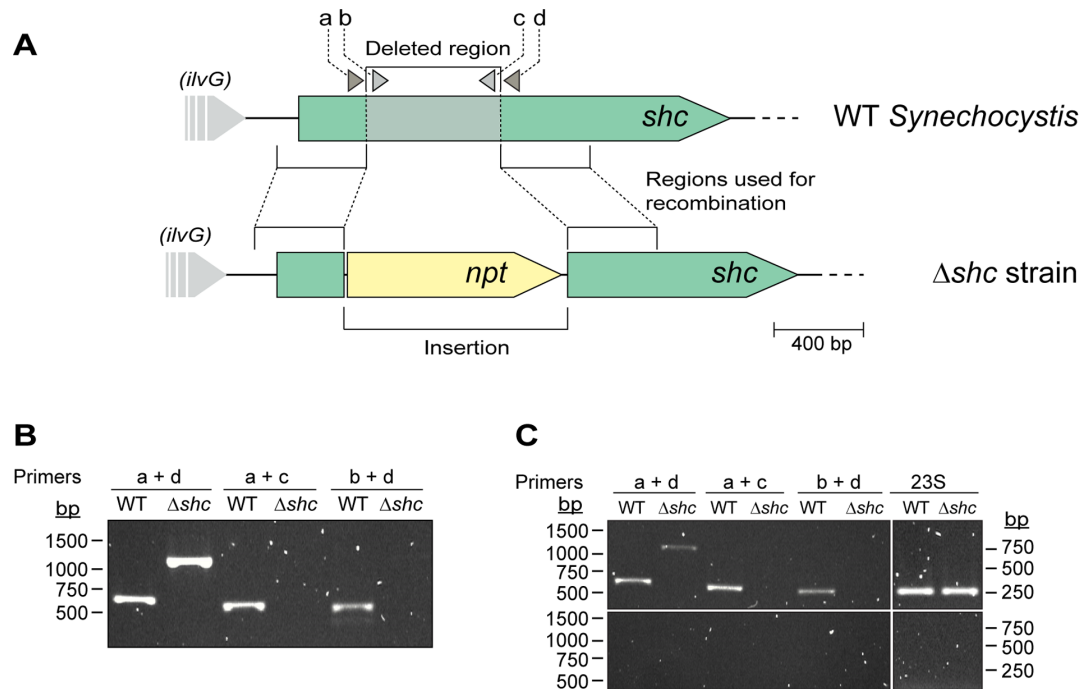 A
a b c d
Deleted region
(ilvG)
shc
WT Synechocystis
Regions used for
recombination
(ilvG)
npt
shc
Δshc strain
Insertion
400 bp
B
Primers a + d a + c b + d
bp WT Δshc WT Δshc WT Δshc
1500
1000
750
500
C
Primers a + d a + c b + d 23S
bp WT Δshc WT Δshc WT Δshc WT Δshc bp
1500
1000 750
750 500
500 250
1500 750
1000 500
750 250
500